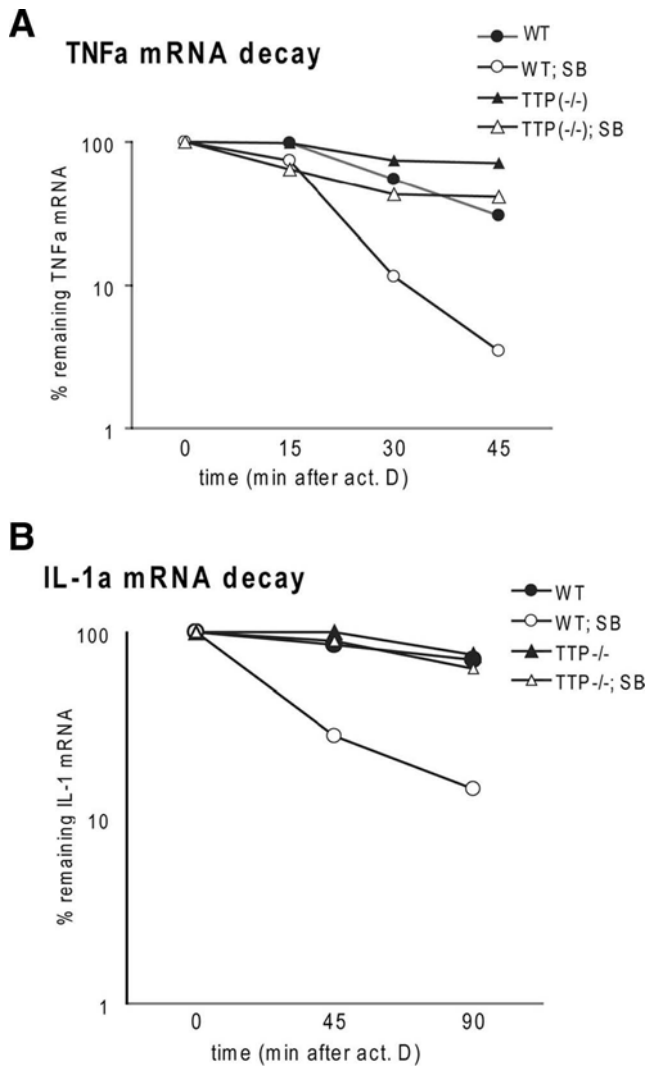 A
TNFa mRNA decay
WT
WT; SB
TTP(-/-)
TTP(-/-); SB
% remaining TNFa mRNA
100
10
1
0 15 30 45
time (min after act. D)
B
IL-1a mRNA decay
WT
WT; SB
TTP-/-
TTP-/-; SB
% remaining IL-1 mRNA
100
10
1
0 45 90
time (min after act. D)